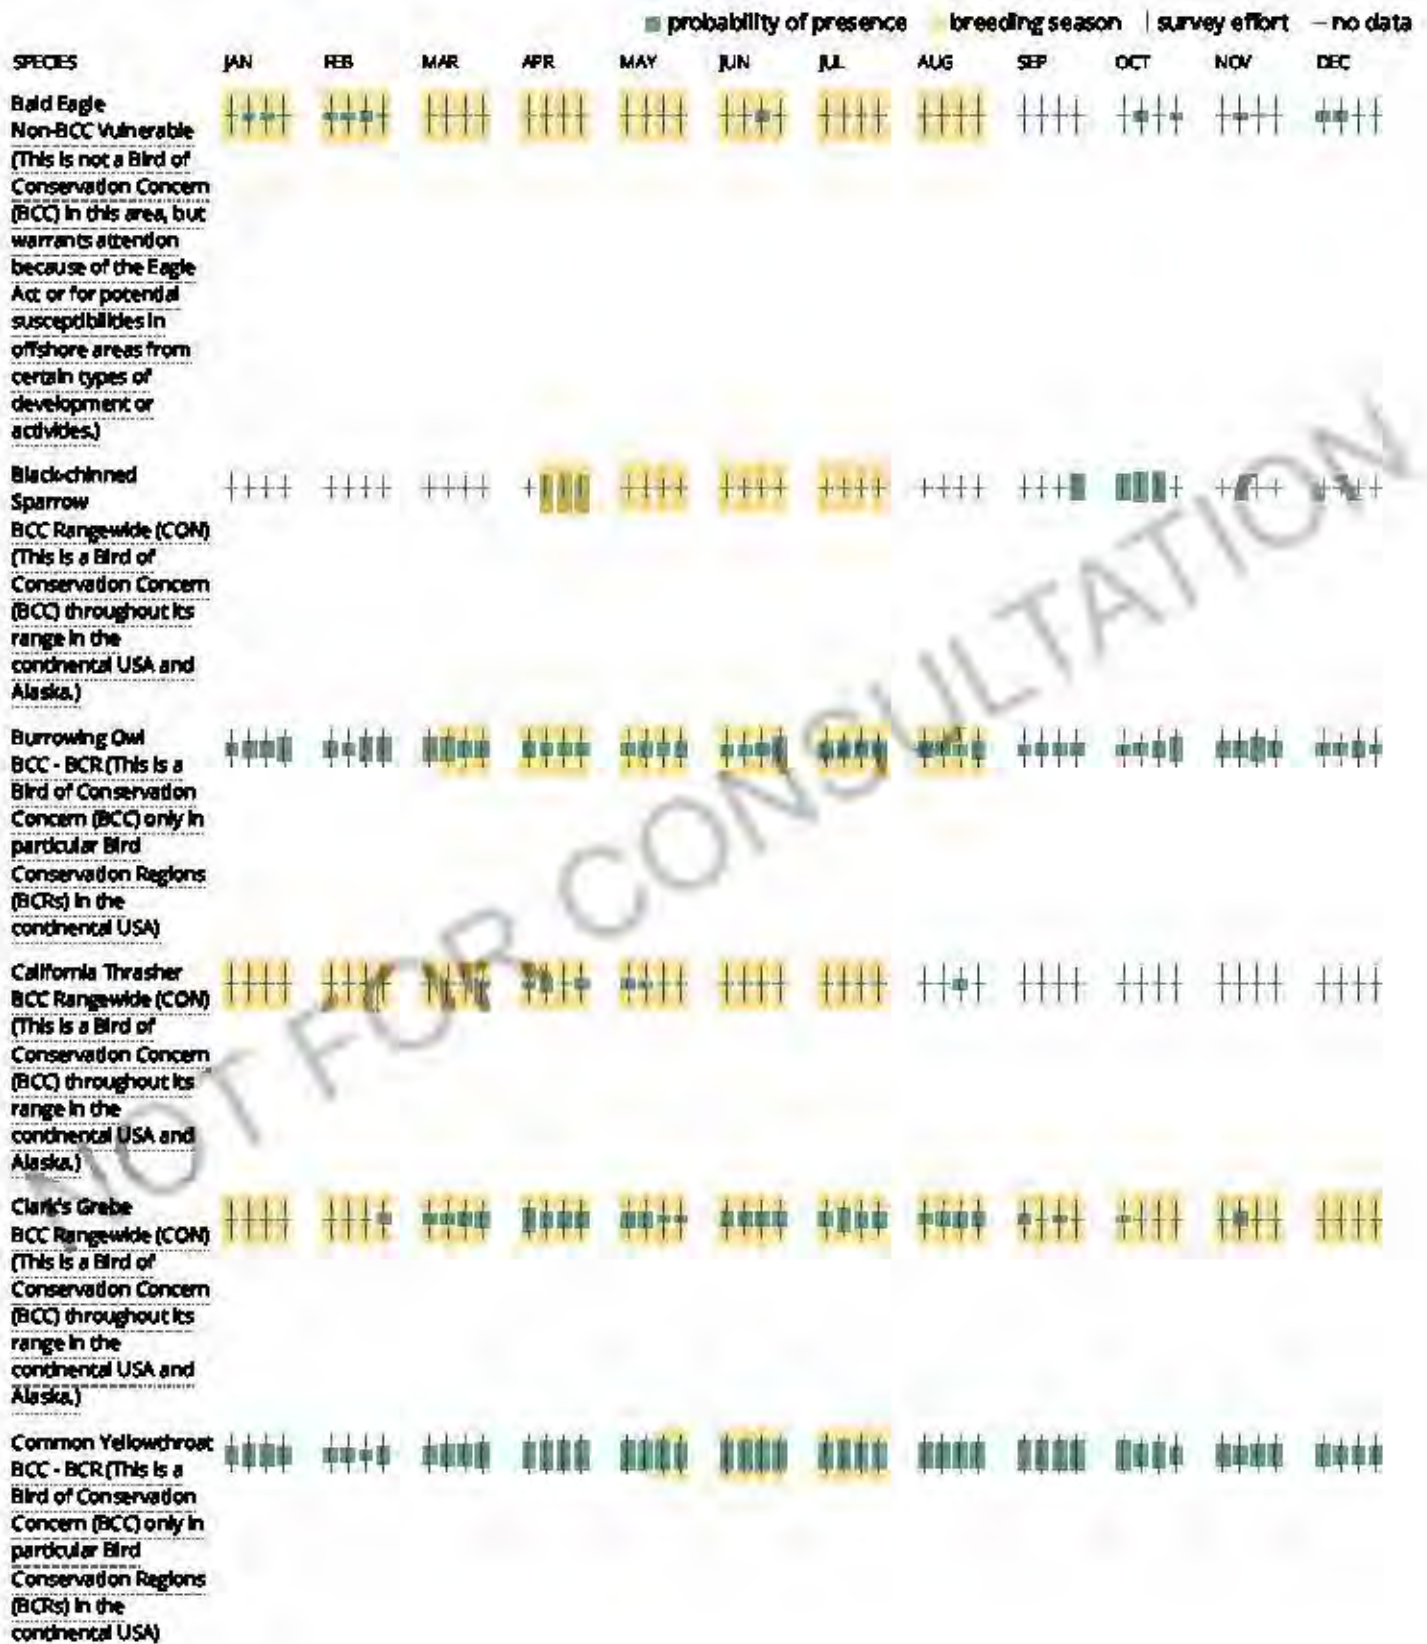 probability of presence breeding season survey effort no data
SPECIES JAN FEB MAR APR MAY JUN JUL AUG SEP OCT NOV DEC
Bald Eagle
Non-BCC Vulnerable
(This is not a Bird of
Conservation Concern
(BCC) in this area, but
warrants attention
because of the Eagle
Act or for potential
susceptibilities in
offshore areas from
certain types of
development or
activities.)
Black-chinned
Sparrow
BCC Rangewide (CON)
(This is a Bird of
Conservation Concern
(BCC) throughout its
range in the
continental USA and
Alaska.)
Burrowing Owl
BCC - BCR (This is a
Bird of Conservation
Concern (BCC) only in
particular Bird
Conservation Regions
(BCRs) in the
continental USA)
California Thrasher
BCC Rangewide (CON)
(This is a Bird of
Conservation Concern
(BCC) throughout its
range in the
continental USA and
Alaska.)
Clark's Grebe
BCC Rangewide (CON)
(This is a Bird of
Conservation Concern
(BCC) throughout its
range in the
continental USA and
Alaska.)
Common Yellowthroat
BCC - BCR (This is a
Bird of Conservation
Concern (BCC) only in
particular Bird
Conservation Regions
(BCRs) in the
continental USA)
NOT FOR CONSULTATION